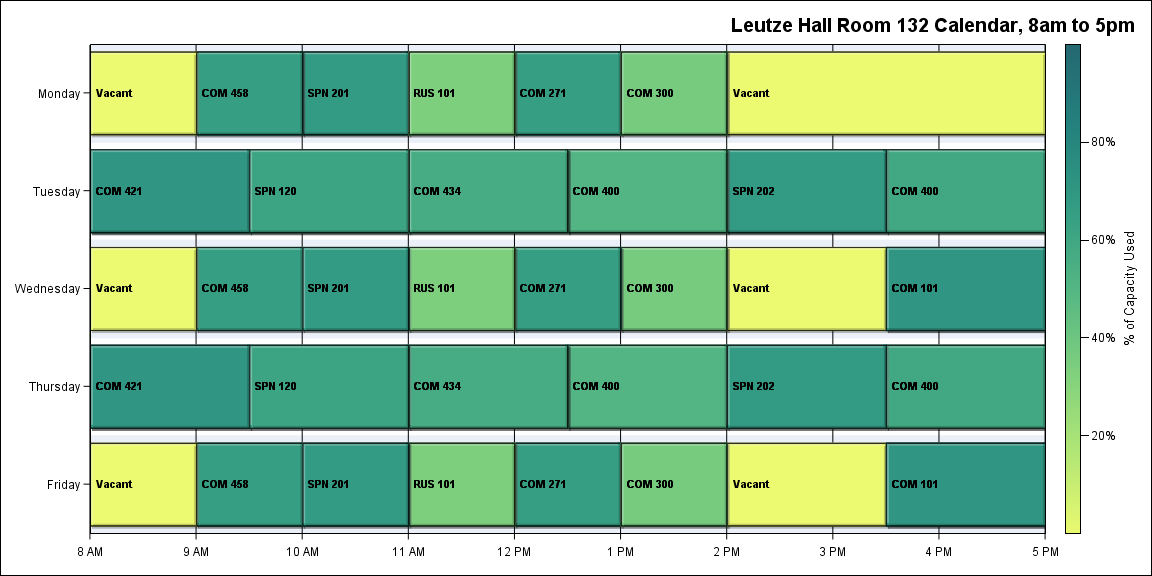 Leutze Hall Room 132 Calendar, 8am to 5pm
Monday
Vacant
COM 458
SPN 201
RUS 101
COM 271
COM 300
Vacant
Tuesday
COM 421
SPN 120
COM 434
COM 400
SPN 202
COM 400
Wednesday
Vacant
COM 458
SPN 201
RUS 101
COM 271
COM 300
Vacant
COM 101
Thursday
COM 421
SPN 120
COM 434
COM 400
SPN 202
COM 400
Friday
Vacant
COM 458
SPN 201
RUS 101
COM 271
COM 300
Vacant
COM 101
8 AM
9 AM
10 AM
11 AM
12 PM
1 PM
2 PM
3 PM
4 PM
5 PM
80%
60%
40%
20%
% of Capacity Used